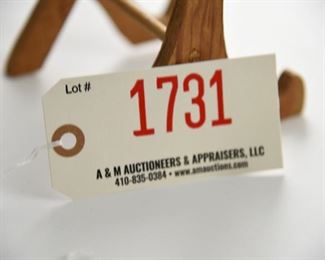 Lot #
1731
A & M AUCTIONEERS & APPRAISERS, LLC
410-835-0384 • www.amauctions.com